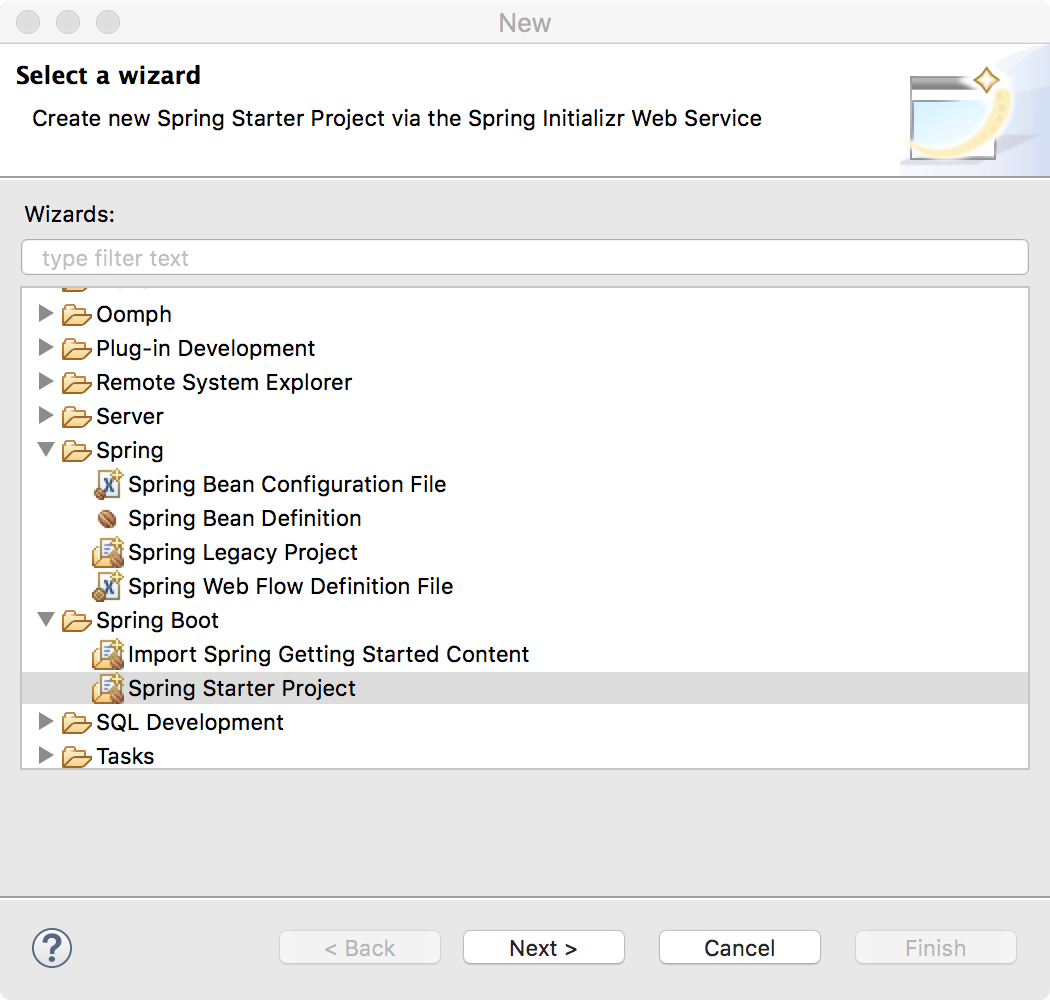 New
Select a wizard
Create new Spring Starter Project via the Spring Initializr Web Service
Wizards:
type filter text
Oomph
Plug-in Development
Remote System Explorer
Server
Spring
Spring Bean Configuration File
Spring Bean Definition
Spring Legacy Project
Spring Web Flow Definition File
Spring Boot
Import Spring Getting Started Content
Spring Starter Project
SQL Development
Tasks
?
< Back
Next >
Cancel
Finish